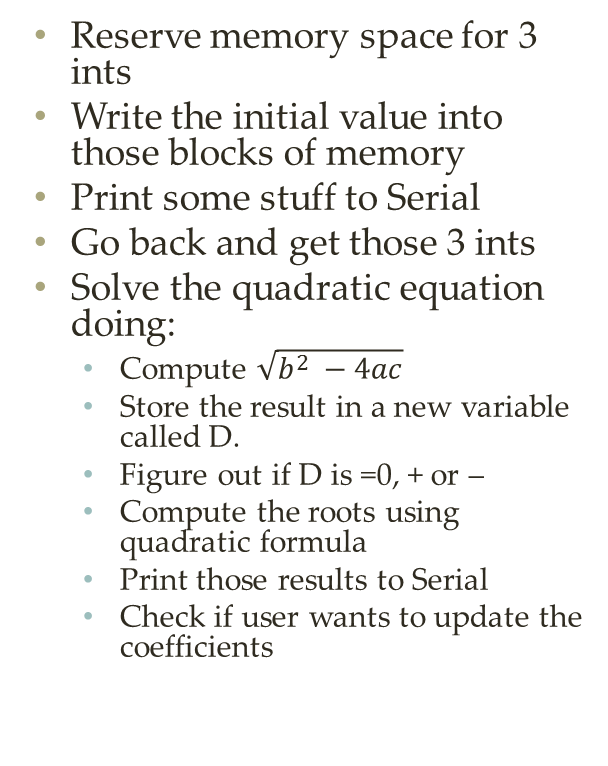 • Reserve memory space for 3
ints
• Write the initial value into
those blocks of memory
• Print some stuff to Serial
• Go back and get those 3 ints
• Solve the quadratic equation
doing:
• Compute √b² − 4ac
• Store the result in a new variable
called D.
• Figure out if D is =0, + or –
• Compute the roots using
quadratic formula
• Print those results to Serial
• Check if user wants to update the
coefficients